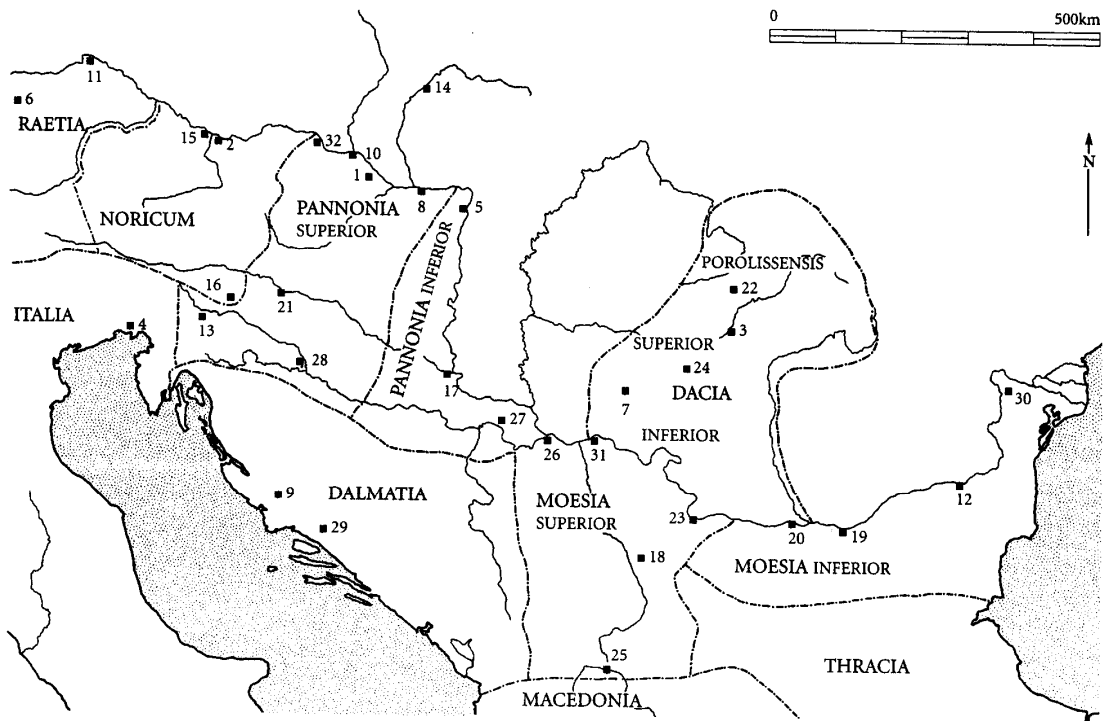 0 500km
11
14
6
RAETIA
15
2
32
10
N
1
8
5
NORICUM
PANNONIA
SUPERIOR
PANNONIA INFERIOR
POROLISSENSIS
16
21
22
ITALIA
4
13
SUPERIOR
3
28
24
17
7
DACIA
30
27
INFERIOR
26
31
9
DALMATIA
MOESIA
SUPERIOR
12
29
23
20
19
18
MOESIA INFERIOR
25
THRACIA
MACEDONIA